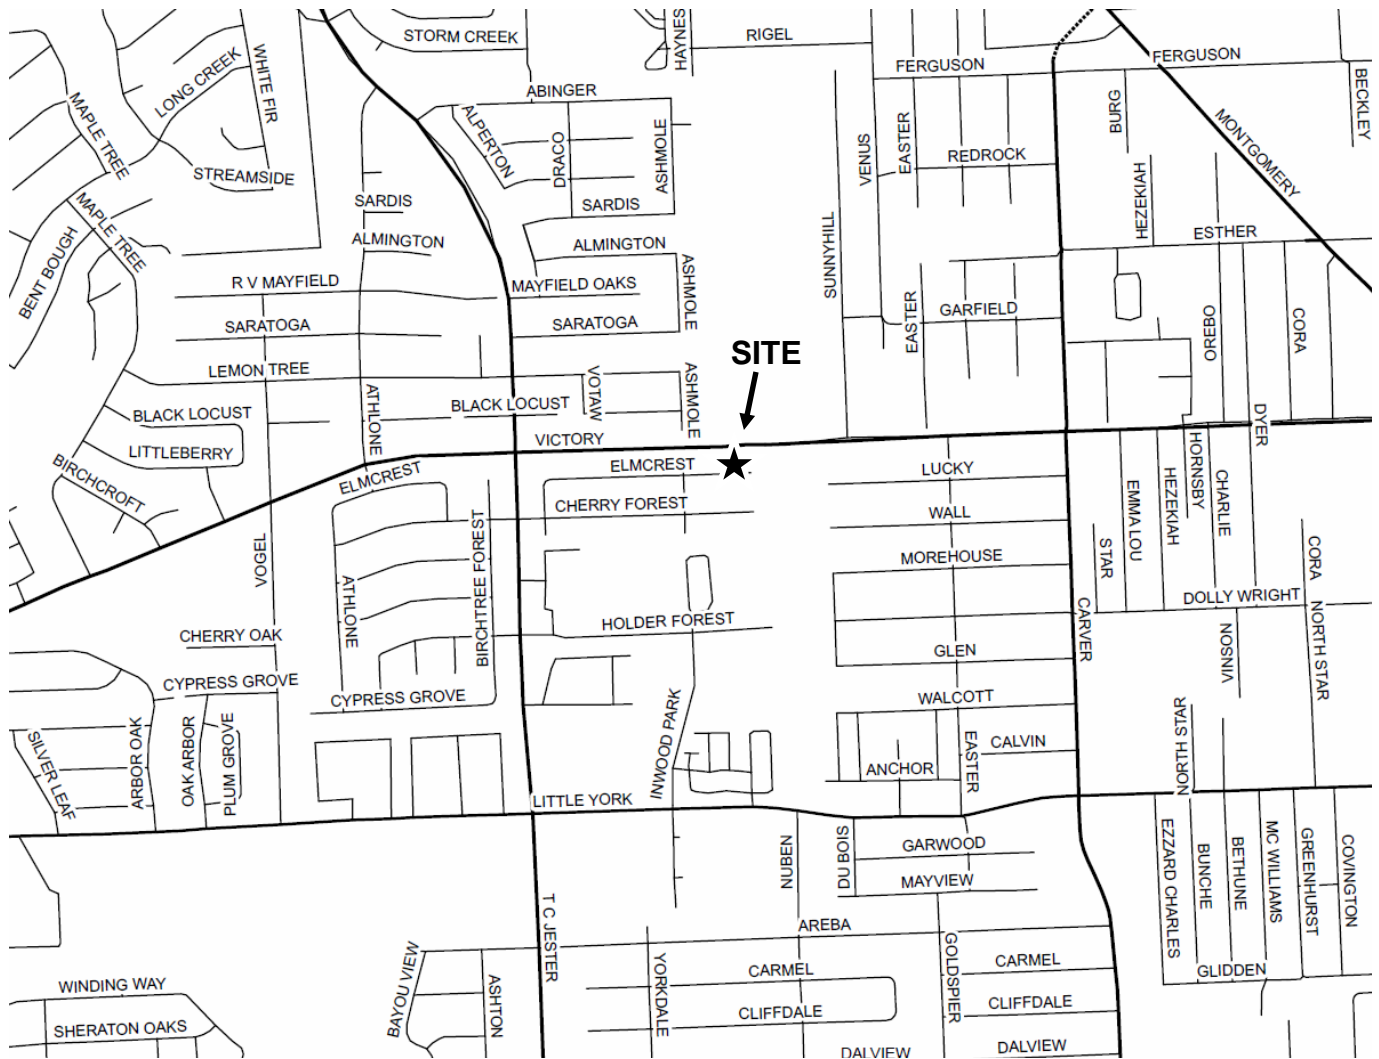 STORM CREEK
HAYNES
RIGEL
FERGUSON
FERGUSON
BECKLEY
WHITE FIR
LONG CREEK
MAPLE TREE
ABINGER
ALPERTON
DRACO
ASHMOLE
VENUS
EASTER
REDROCK
BURG
MONTGOMERY
HEZEKIAH
STREAMSIDE
SARDIS
SARDIS
MAPLE TREE
BENT BOUGH
ALMINGTON
ALMINGTON
SUNNYHILL
ESTHER
R V MAYFIELD
MAYFIELD OAKS
ASHMOLE
EASTER
GARFIELD
OREBO
CORA
SARATOGA
SARATOGA
SITE
LEMON TREE
VOTAW
ASHMOLE
ATHLONE
BLACK LOCUST
BLACK LOCUST
DYER
LITTLEBERRY
VICTORY
BIRCHCROFT
ELMCREST
ELMCREST
LUCKY
HORNSBY
HEZEKIAH
EMMA LOU
CHARLIE
CHERRY FOREST
WALL
BIRCHTREE FOREST
VOGEL
ATHLONE
MOREHOUSE
STAR
CORA
DOLLY WRIGHT
CARVER
HOLDER FOREST
CHERRY OAK
GLEN
VINSON
NORTH STAR
CYPRESS GROVE
CYPRESS GROVE
WALCOTT
INWOOD PARK
NORTH STAR
SILVER LEAF
ARBOR OAK
OAK ARBOR
PLUM GROVE
EASTER
CALVIN
ANCHOR
LITTLE YORK
NUBEN
DU BOIS
GARWOOD
MAYVIEW
EZZARD CHARLES
BUNCHE
BETHUNE
MC WILLIAMS
GREENHURST
COVINGTON
T C JESTER
AREBA
GOLDSPIER
BAYOU VIEW
ASHTON
YORKDALE
CARMEL
CARMEL
GLIDDEN
WINDING WAY
CLIFFDALE
CLIFFDALE
SHERATON OAKS
DALVIEW
DALVIEW